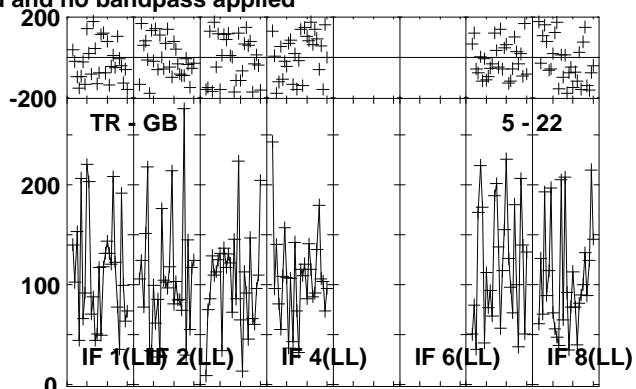 and no bandpass applied
200
-200
TR - GB 5 - 22
200
100
0
IF 1(LL) IF 2(LL) IF 4(LL) IF 6(LL) IF 8(LL)